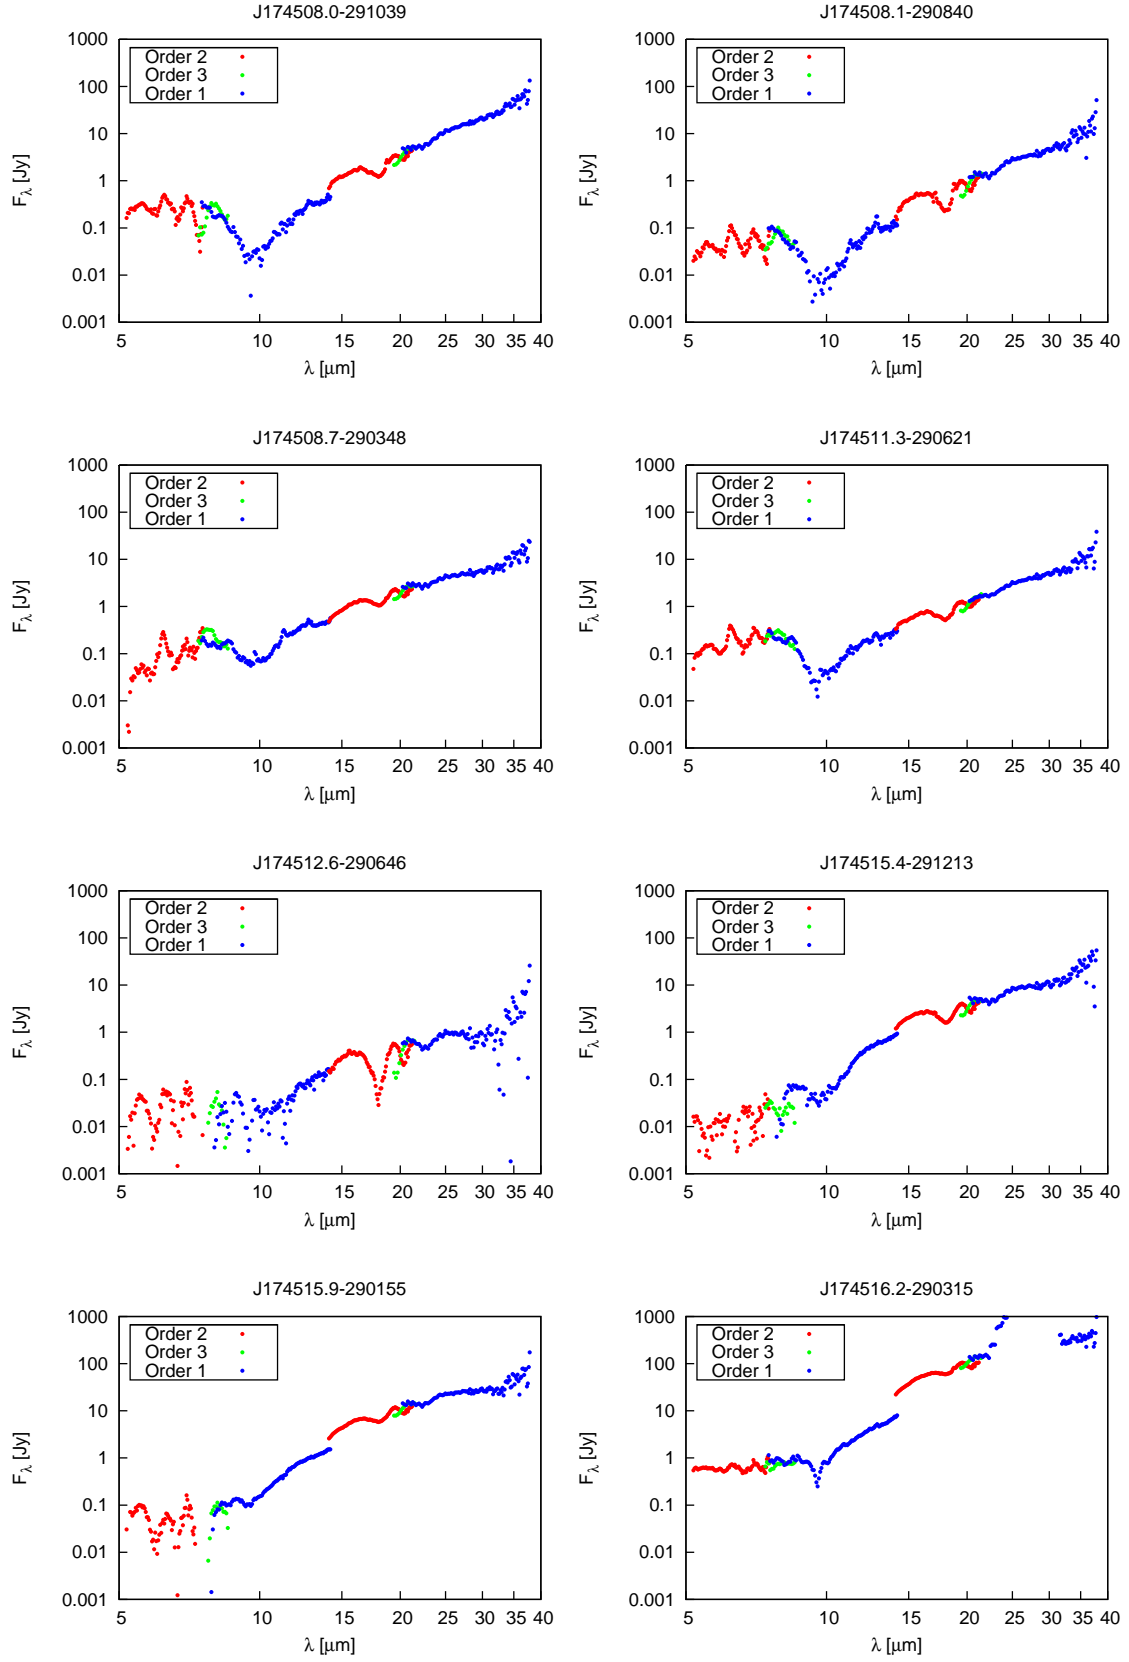 J174508.0-291039
1000
100
10
1
0.1
0.01
0.001
F_λ [Jy]
Order 2
Order 3
Order 1
5 10 15 20 25 30 35 40
λ [μm]
J174508.1-290840
1000
100
10
1
0.1
0.01
0.001
F_λ [Jy]
Order 2
Order 3
Order 1
5 10 15 20 25 30 35 40
λ [μm]
J174508.7-290348
1000
100
10
1
0.1
0.01
0.001
F_λ [Jy]
Order 2
Order 3
Order 1
5 10 15 20 25 30 35 40
λ [μm]
J174511.3-290621
1000
100
10
1
0.1
0.01
0.001
F_λ [Jy]
Order 2
Order 3
Order 1
5 10 15 20 25 30 35 40
λ [μm]
J174512.6-290646
1000
100
10
1
0.1
0.01
0.001
F_λ [Jy]
Order 2
Order 3
Order 1
5 10 15 20 25 30 35 40
λ [μm]
J174515.4-291213
1000
100
10
1
0.1
0.01
0.001
F_λ [Jy]
Order 2
Order 3
Order 1
5 10 15 20 25 30 35 40
λ [μm]
J174515.9-290155
1000
100
10
1
0.1
0.01
0.001
F_λ [Jy]
Order 2
Order 3
Order 1
5 10 15 20 25 30 35 40
λ [μm]
J174516.2-290315
1000
100
10
1
0.1
0.01
0.001
F_λ [Jy]
Order 2
Order 3
Order 1
5 10 15 20 25 30 35 40
λ [μm]